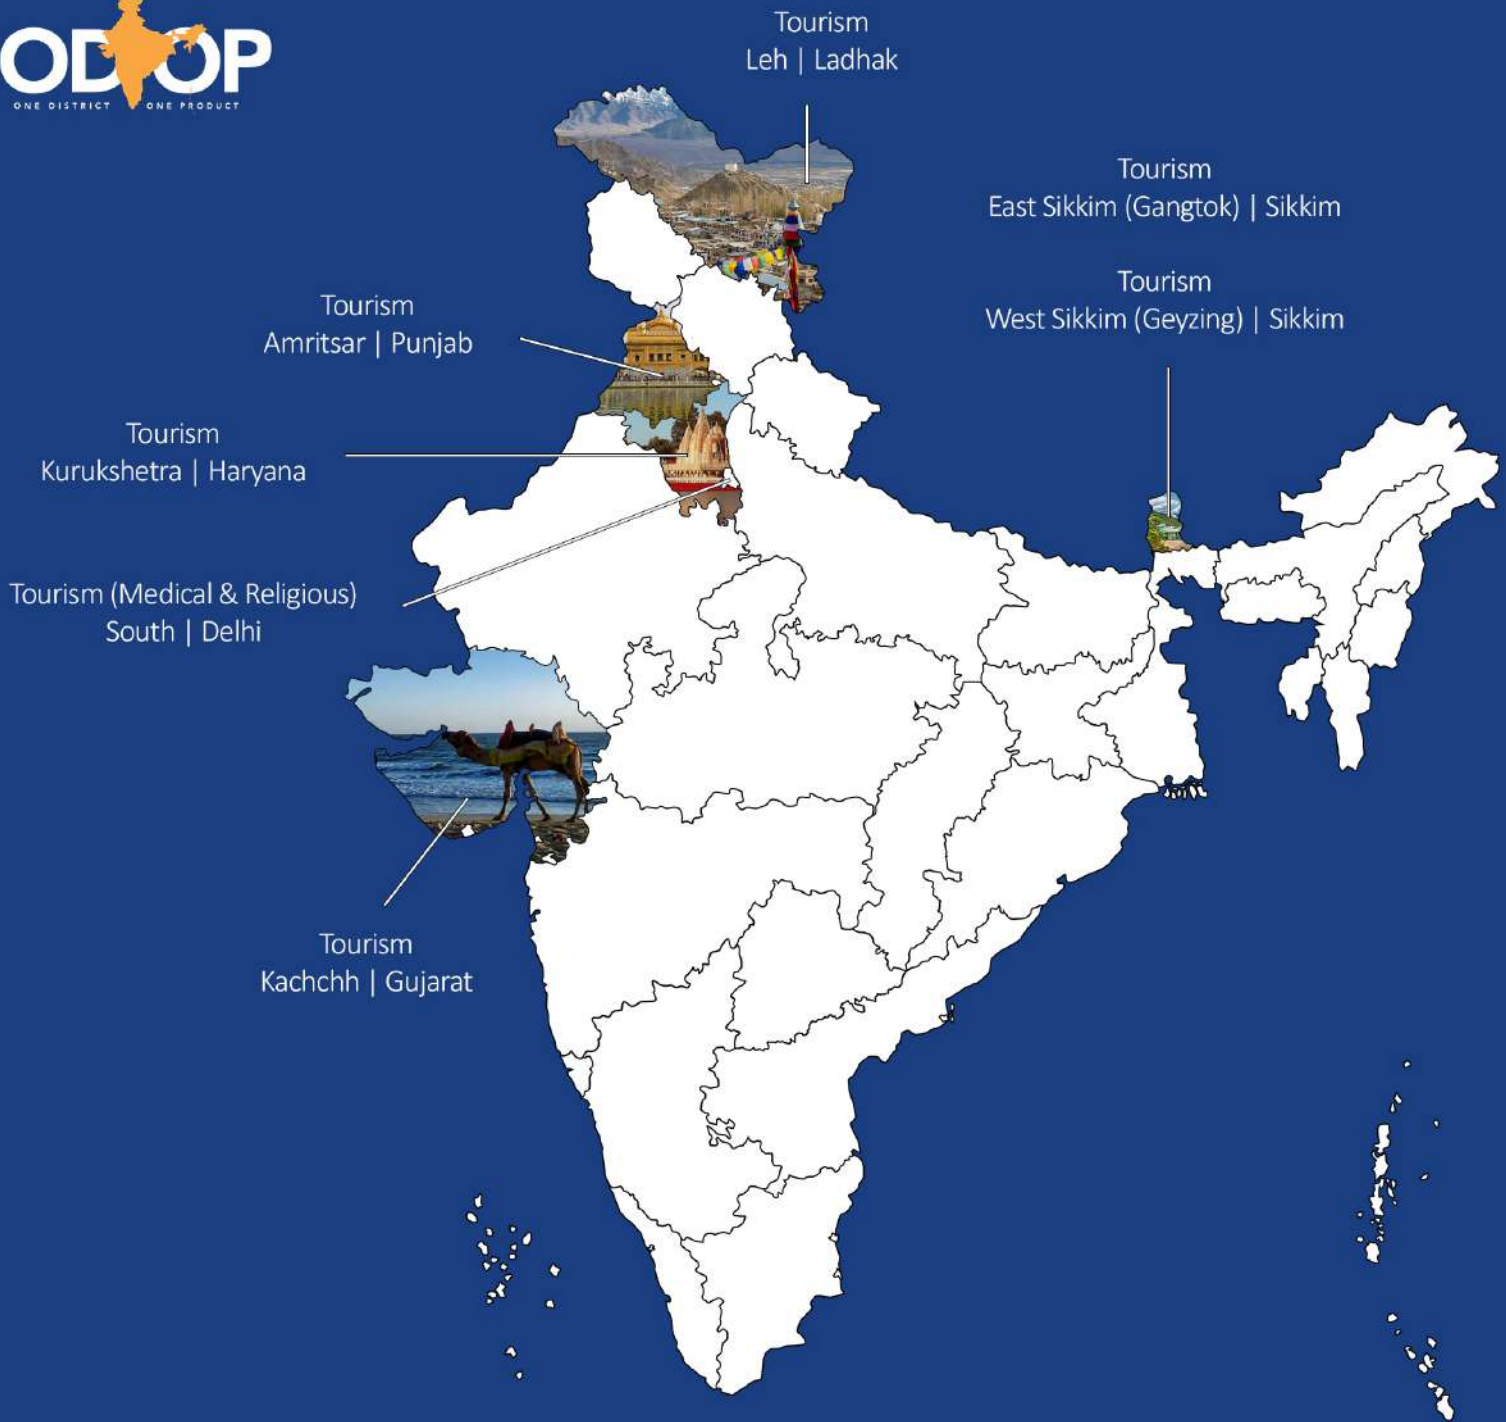 ODOP
ONE DISTRICT ONE PRODUCT
Tourism
Leh | Ladhak
Tourism
East Sikkim (Gangtok) | Sikkim
Tourism
West Sikkim (Geyzing) | Sikkim
Tourism
Amritsar | Punjab
Tourism
Kurukshetra | Haryana
Tourism (Medical & Religious)
South | Delhi
Tourism
Kachchh | Gujarat